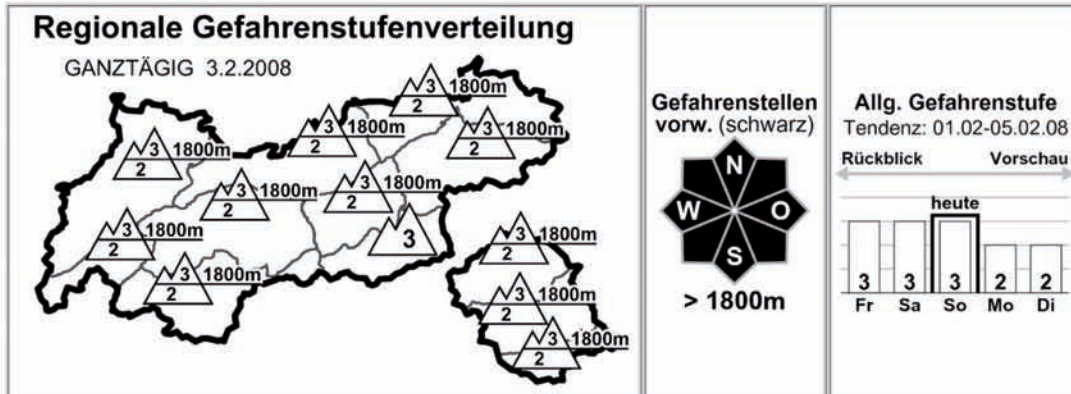 Regionale Gefahrenstufenverteilung
GANZTÄGIG 3.2.2008
3 1800m
2
3 1800m
2
3 1800m
2
3 1800m
2
3 1800m
2
3 1800m
2
3 1800m
2
3 1800m
2
3
3 1800m
2
3 1800m
2
3 1800m
2
3 1800m
2
Gefahrenstellen
vorw. (schwarz)
N
W O
S
> 1800m
Allg. Gefahrenstufe
Tendenz: 01.02-05.02.08
Rückblick Vorschau
heute
3 3 3 2 2
Fr Sa So Mo Di